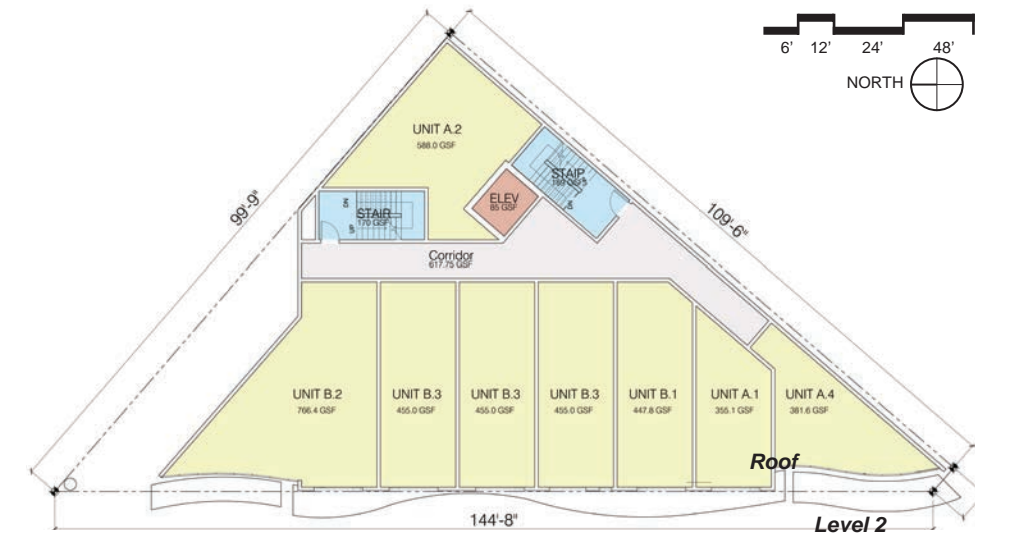 6' 12' 24' 48'
NORTH
UNIT A.2
588.0 GSF
STAIP
ELEV
85 GSF
STAIR
170 GSF
99'-9"
109'-6"
Corridor
617.75 GSF
UNIT B.2
766.4 GSF
UNIT B.3
455.0 GSF
UNIT B.3
455.0 GSF
UNIT B.3
455.0 GSF
UNIT B.1
447.8 GSF
UNIT A.1
355.1 GSF
UNIT A.4
381.6 GSF
Roof
144'-8"
Level 2